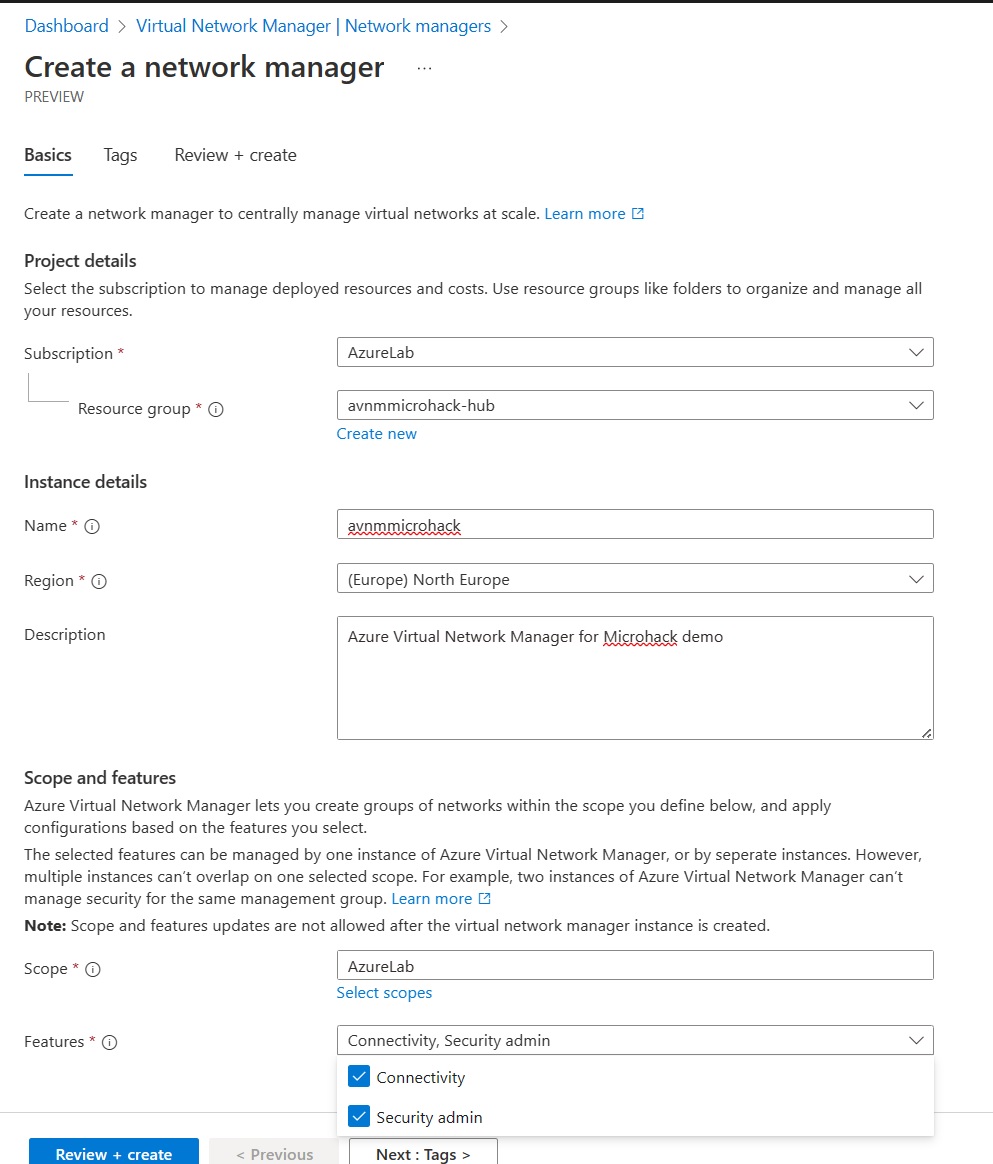 Dashboard > Virtual Network Manager | Network managers >
Create a network manager ...
PREVIEW
Basics Tags Review + create
Create a network manager to centrally manage virtual networks at scale. Learn more
Project details
Select the subscription to manage deployed resources and costs. Use resource groups like folders to organize and manage all
your resources.
Subscription * AzureLab
Resource group * avnmmicrohack-hub
Create new
Instance details
Name * avnmmicrohack
Region * (Europe) North Europe
Description Azure Virtual Network Manager for Microhack demo
Scope and features
Azure Virtual Network Manager lets you create groups of networks within the scope you define below, and apply
configurations based on the features you select.
The selected features can be managed by one instance of Azure Virtual Network Manager, or by seperate instances. However,
multiple instances can’t overlap on one selected scope. For example, two instances of Azure Virtual Network Manager can’t
manage security for the same management group. Learn more
Note: Scope and features updates are not allowed after the virtual network manager instance is created.
Scope * AzureLab
Select scopes
Features * Connectivity, Security admin
Connectivity
Security admin
Review + create < Previous Next : Tags >